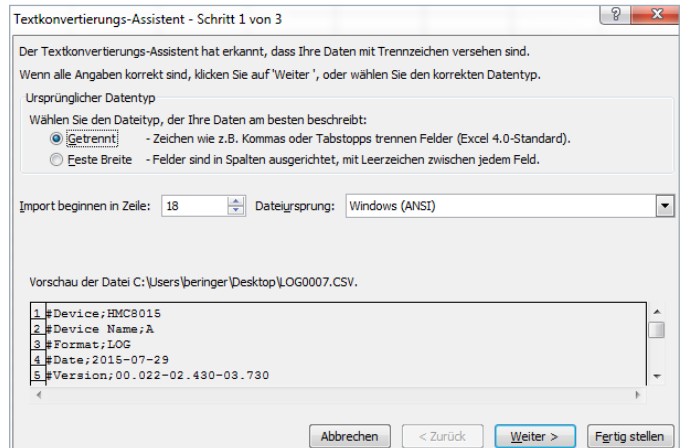 Textkonvertierungs-Assistent - Schritt 1 von 3
Der Textkonvertierungs-Assistent hat erkannt, dass Ihre Daten mit Trennzeichen versehen sind.
Wenn alle Angaben korrekt sind, klicken Sie auf 'Weiter ', oder wählen Sie den korrekten Datentyp.
Ursprünglicher Datentyp
Wählen Sie den Dateityp, der Ihre Daten am besten beschreibt:
Getrennt - Zeichen wie z.B. Kommas oder Tabstopps trennen Felder (Excel 4.0-Standard).
Feste Breite - Felder sind in Spalten ausgerichtet, mit Leerzeichen zwischen jedem Feld.
Import beginnen in Zeile: 18 Dateiursprung: Windows (ANSI)
Vorschau der Datei C:\Users\beringer\Desktop\LOG0007.CSV.
1 #Device;HMC8015
2 #Device Name;A
3 #Format;LOG
4 #Date;2015-07-29
5 #Version;00.022-02.430-03.730
Abbrechen < Zurück Weiter > Fertig stellen